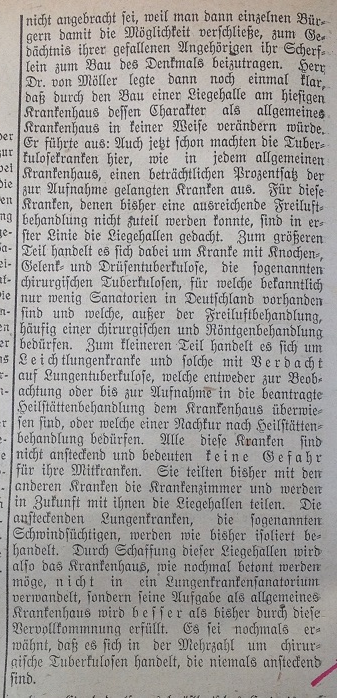 nicht angebracht sei, weil man dann einzelnen Bür-
gern damit die Möglichkeit verschließe, zum Ge-
dächtnis ihrer gefallenen Angehörigen ihr Scherf-
lein zum Bau des Denkmals beizutragen. Herr
Dr. von Möller legte dann noch einmal klar,
daß durch den Bau einer Liegehalle am hiesigen
Krankenhaus dessen Charakter als allgemeines
Krankenhaus in keiner Weise verändern würde.
Er führte aus: Auch jetzt schon machten die Tuber-
kulosekranken hier, wie in jedem allgemeinen
Krankenhaus, einen beträchtlichen Prozentsatz der
zur Aufnahme gelangten Kranken aus. Für diese
Kranken, denen bisher eine ausreichende Freiluft-
behandlung nicht zuteil werden konnte, sind in er-
ster Linie die Liegehallen gedacht. Zum größeren
Teil handelt es sich dabei um Kranke mit Knochen-,
Gelenk- und Drüsentuberkulose, die sogenannten
chirurgischen Tuberkulosen, für welche bekanntlich
nur wenig Sanatorien in Deutschland vorhanden
sind und welche, außer der Freiluftbehandlung,
häufig einer chirurgischen und Röntgenbehandlung
bedürfen. Zum kleineren Teil handelt es sich um
Leichtlungenkranke und solche mit Verdacht
auf Lungentuberkulose, welche entweder zur Beob-
achtung oder bis zur Aufnahme in die beantragte
Heilstättenbehandlung dem Krankenhaus überwie-
sen sind, oder welche einer Nachkur nach Heilstätten-
behandlung bedürfen. Alle diese Kranken sind
nicht ansteckend und bedeuten keine Gefahr
für ihre Mitkranken. Sie teilten bisher mit den
anderen Kranken die Krankenzimmer und werden
in Zukunft mit ihnen die Liegehallen teilen. Die
ansteckenden Lungenkranken, die sogenannten
Schwindsüchtigen, werden wie bisher isoliert be-
handelt. Durch Schaffung dieser Liegehallen wird
also das Krankenhaus, wie nochmal betont werden
möge, nicht in ein Lungenkrankensanatorium
verwandelt, sondern seine Aufgabe als allgemeines
Krankenhaus wird besser als bisher durch diese
Vervollkommnung erfüllt. Es sei nochmals er-
wähnt, daß es sich in der Mehrzahl um chirur-
gische Tuberkulosen handelt, die niemals ansteckend
sind.